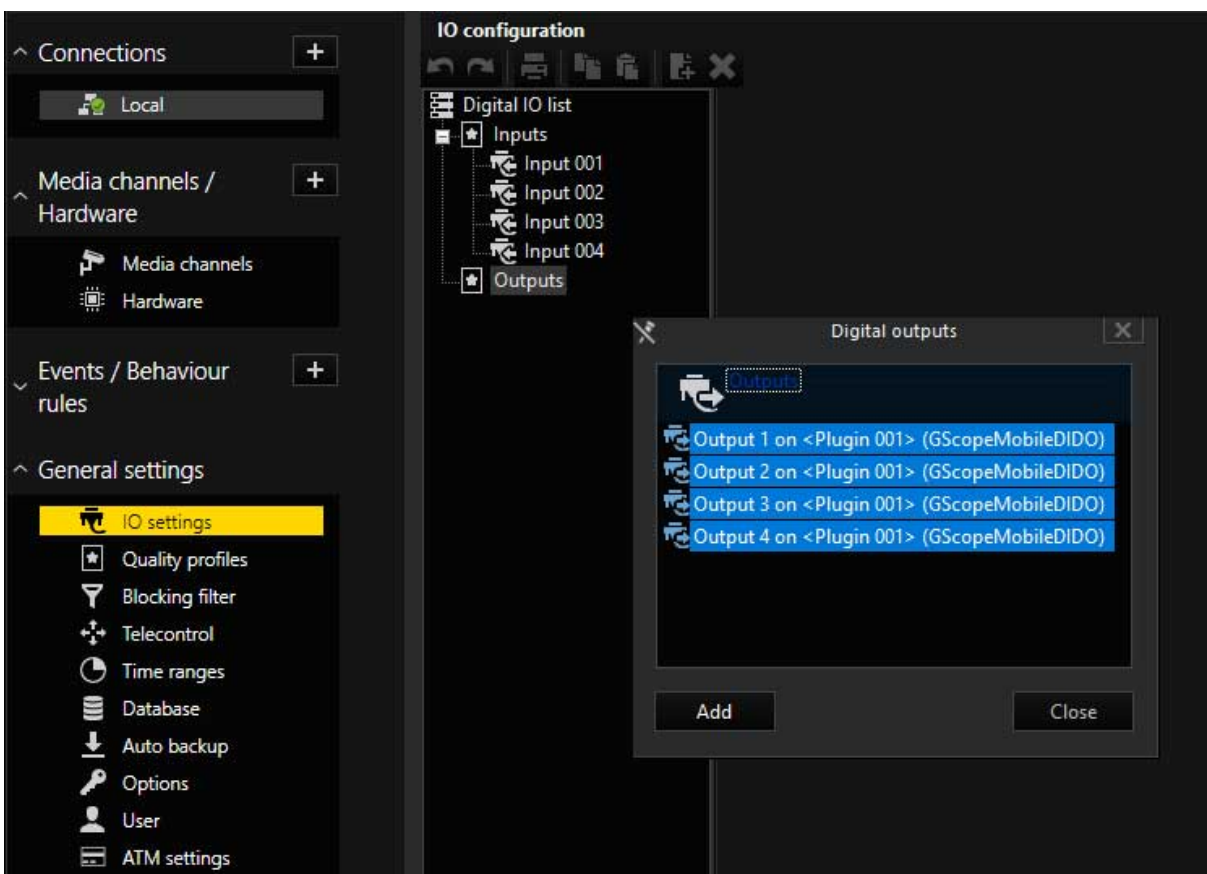 Connections
+
Local
Media channels /
Hardware
+
Media channels
Hardware
Events / Behaviour
rules
+
General settings
IO settings
Quality profiles
Blocking filter
Telecontrol
Time ranges
Database
Auto backup
Options
User
ATM settings
IO configuration
Digital IO list
Inputs
Input 001
Input 002
Input 003
Input 004
Outputs
Digital outputs
Outputs
Output 1 on <Plugin 001> (GScopeMobileDIDO)
Output 2 on <Plugin 001> (GScopeMobileDIDO)
Output 3 on <Plugin 001> (GScopeMobileDIDO)
Output 4 on <Plugin 001> (GScopeMobileDIDO)
Add
Close